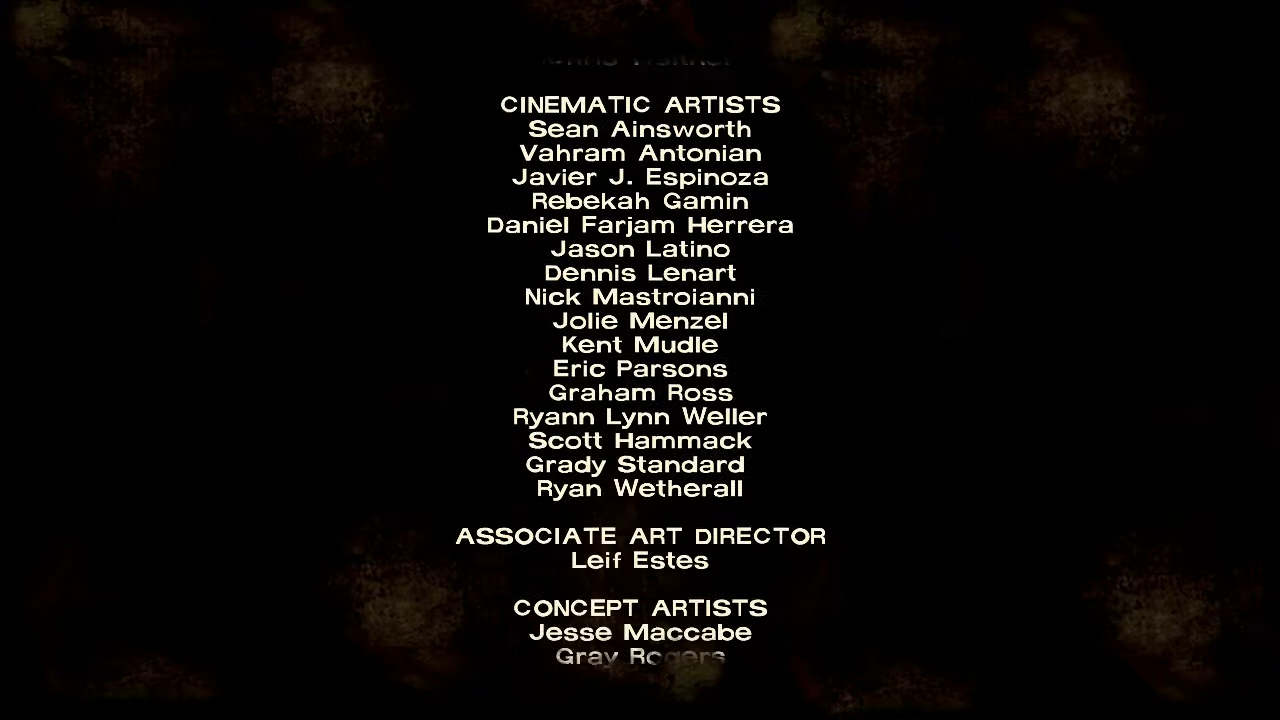 CINEMATIC ARTISTS
Sean Ainsworth
Vahram Antonian
Javier J. Espinoza
Rebekah Gamin
Daniel Farjam Herrera
Jason Latino
Dennis Lenart
Nick Mastroianni
Jolie Menzel
Kent Mudle
Eric Parsons
Graham Ross
Ryann Lynn Weller
Scott Hammack
Grady Standard
Ryan Wetherall
ASSOCIATE ART DIRECTOR
Leif Estes
CONCEPT ARTISTS
Jesse Maccabe
Gray Rogers